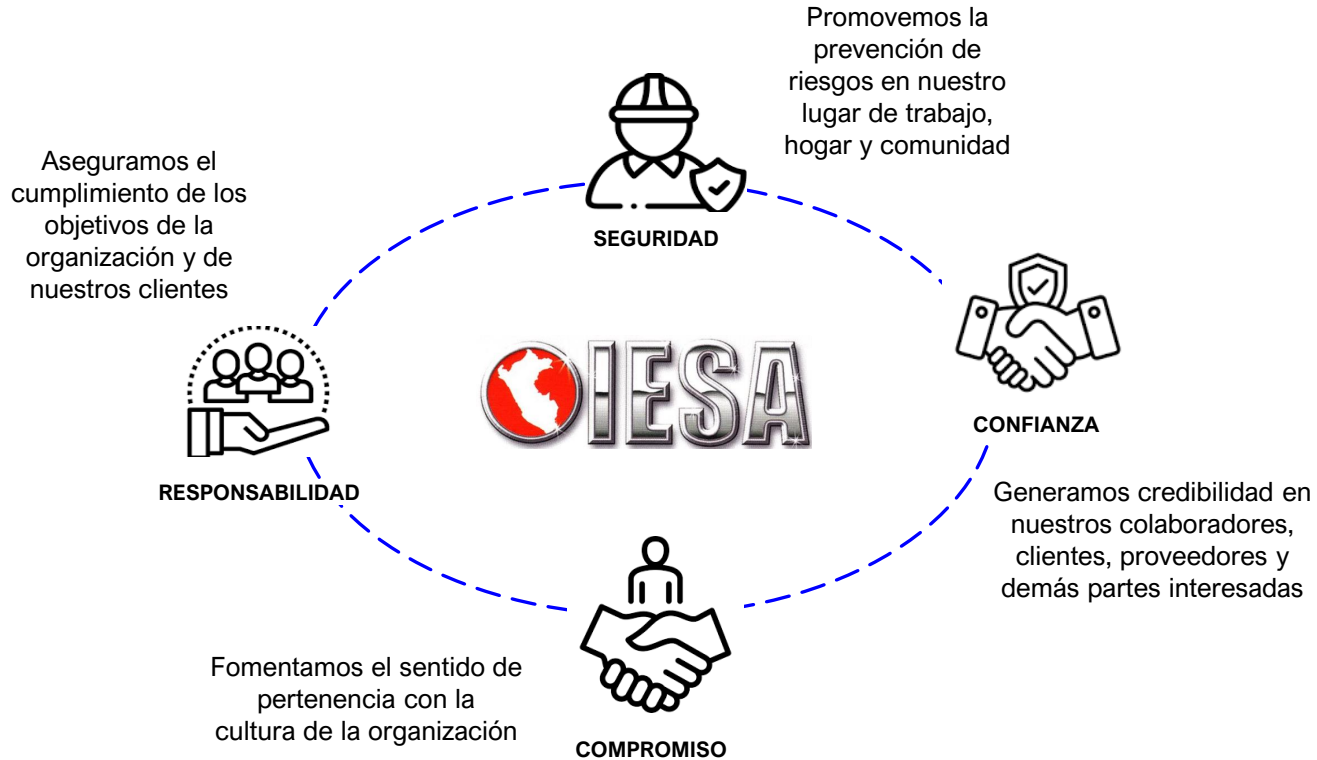 Promovemos la
prevención de
riesgos en nuestro
lugar de trabajo,
hogar y comunidad
SEGURIDAD
Aseguramos el
cumplimiento de los
objetivos de la
organización y de
nuestros clientes
RESPONSABILIDAD
IESA
CONFIANZA
Generamos credibilidad en
nuestros colaboradores,
clientes, proveedores y
demás partes interesadas
Fomentamos el sentido de
pertenencia con la
cultura de la organización
COMPROMISO